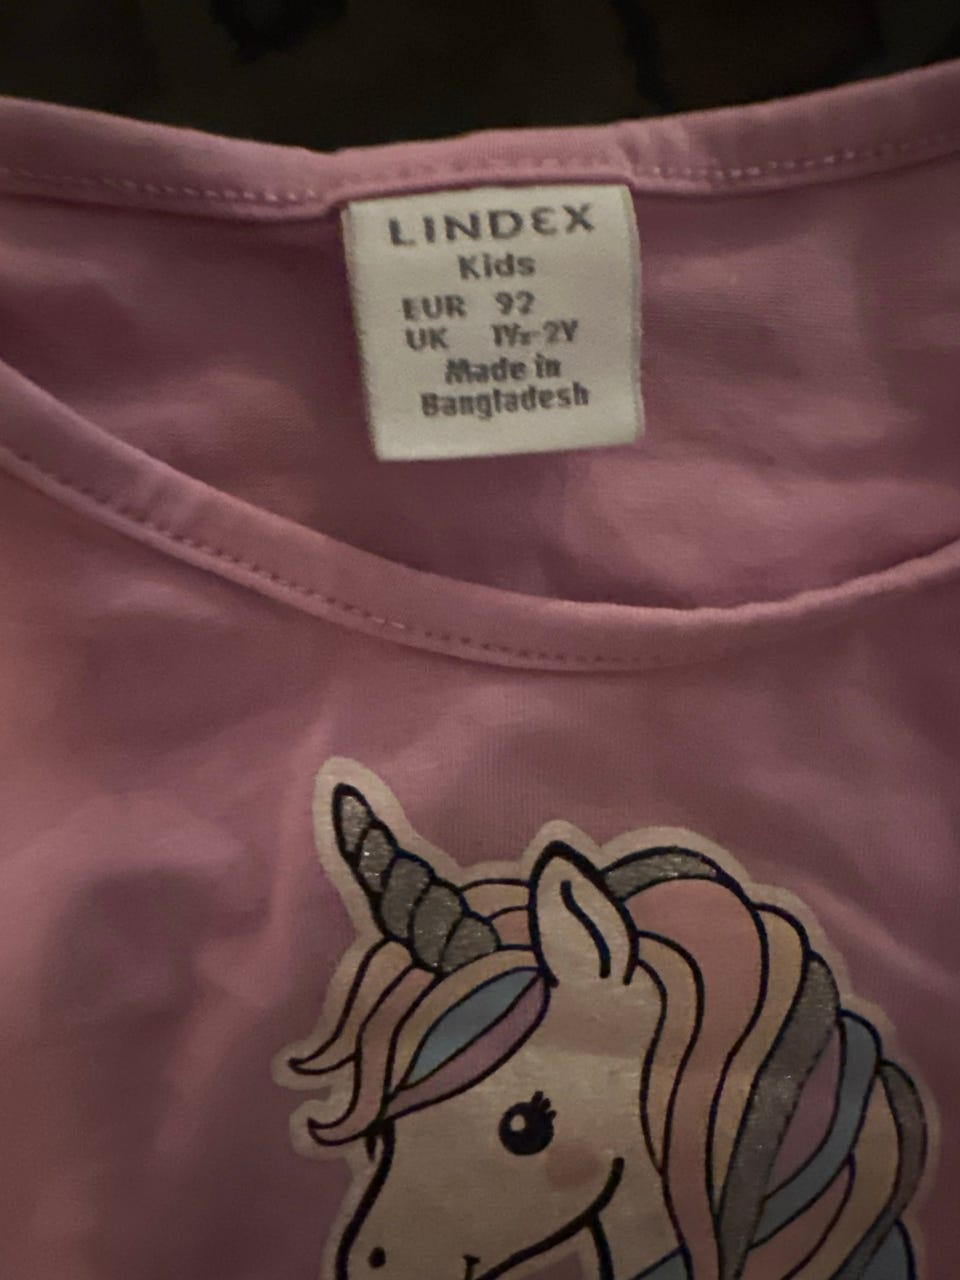 LINDEX
Kids
EUR 92
UK 1½-2Y
Made in
Bangladesh